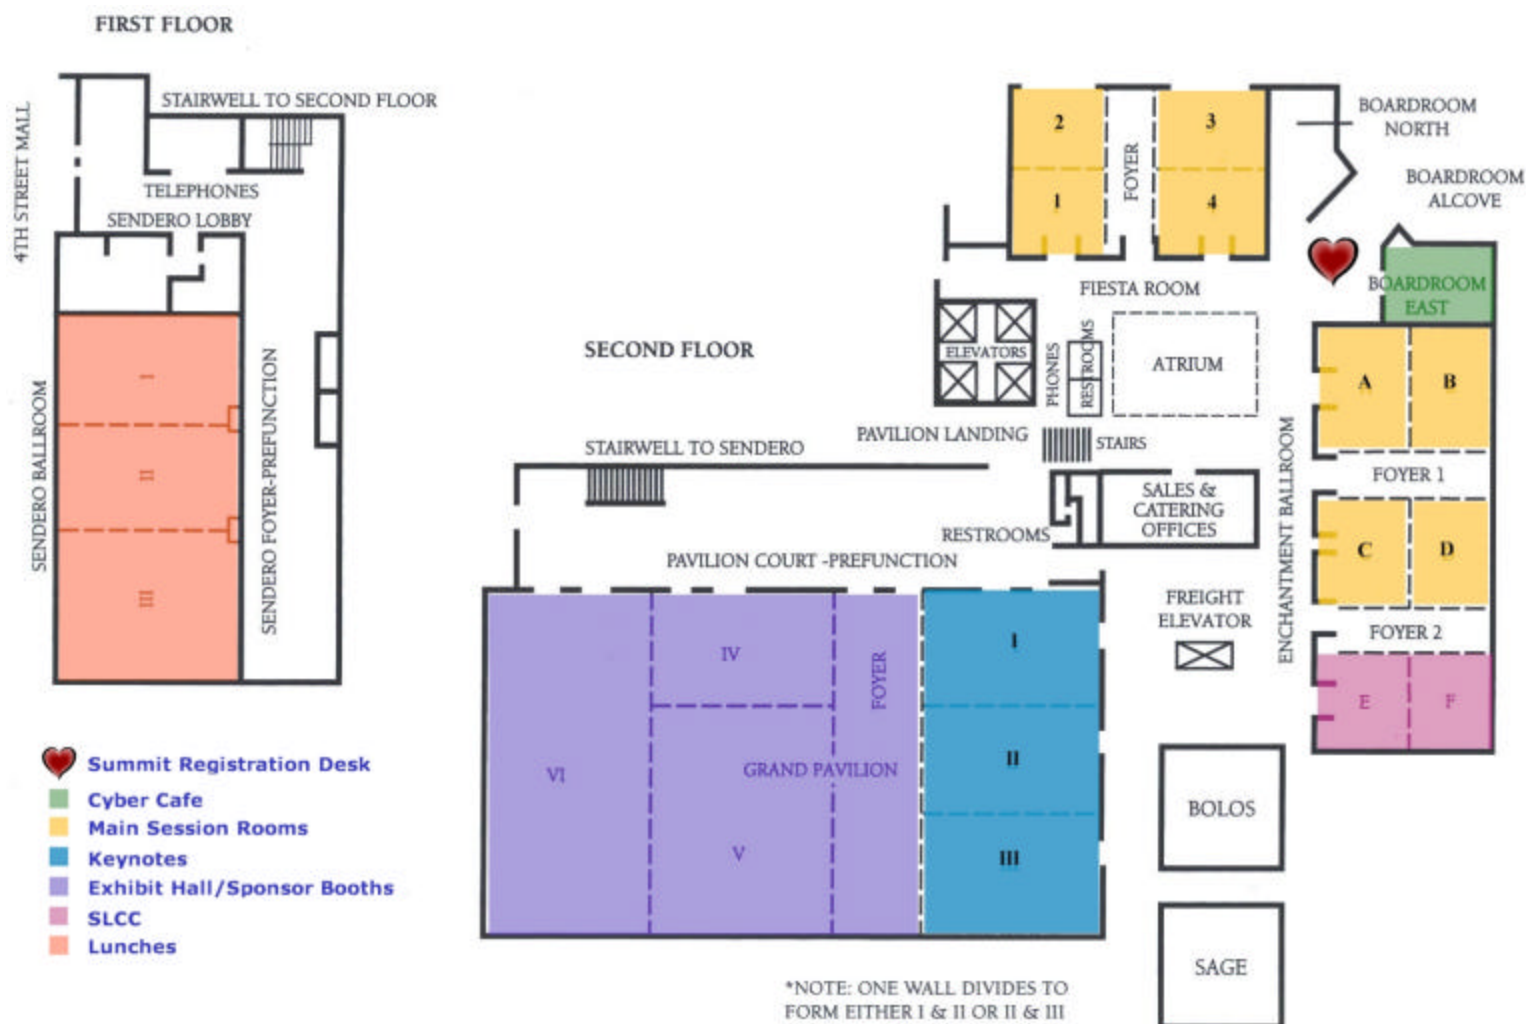 FIRST FLOOR
STAIRWELL TO SECOND FLOOR
4TH STREET MALL
TELEPHONES
SENDERO LOBBY
SENDERO BALLROOM
I
II
III
SENDERO FOYER-PREFUNCTION
SECOND FLOOR
2
1
FOYER
3
4
BOARDROOM
NORTH
BOARDROOM
ALCOVE
BOARDROOM
EAST
FIESTA ROOM
ELEVATORS
PHONES
RESTROOMS
ATRIUM
PAVILION LANDING
STAIRS
STAIRWELL TO SENDERO
SALES &
CATERING
OFFICES
RESTROOMS
PAVILION COURT -PREFUNCTION
ENCHANTMENT BALLROOM
A
B
FOYER 1
C
D
FOYER 2
E
F
FREIGHT
ELEVATOR
IV
FOYER
I
VI
GRAND PAVILION
II
V
III
BOLOS
SAGE
Summit Registration Desk
Cyber Cafe
Main Session Rooms
Keynotes
Exhibit Hall/Sponsor Booths
SLCC
Lunches
*NOTE: ONE WALL DIVIDES TO
FORM EITHER I & II OR II & III